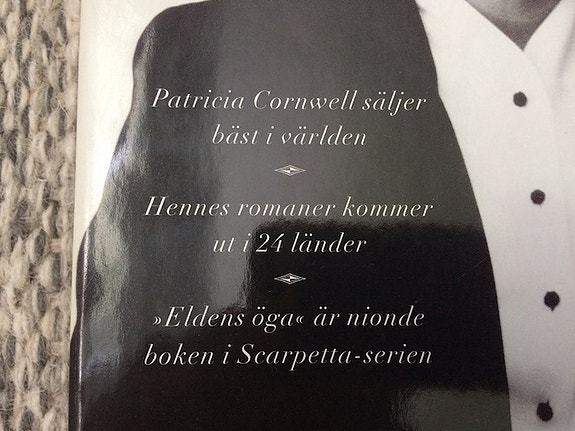 Patricia Cornwell säljer
bäst i världen
Hennes romaner kommer
ut i 24 länder
»Eldens öga« är nionde
boken i Scarpetta-serien